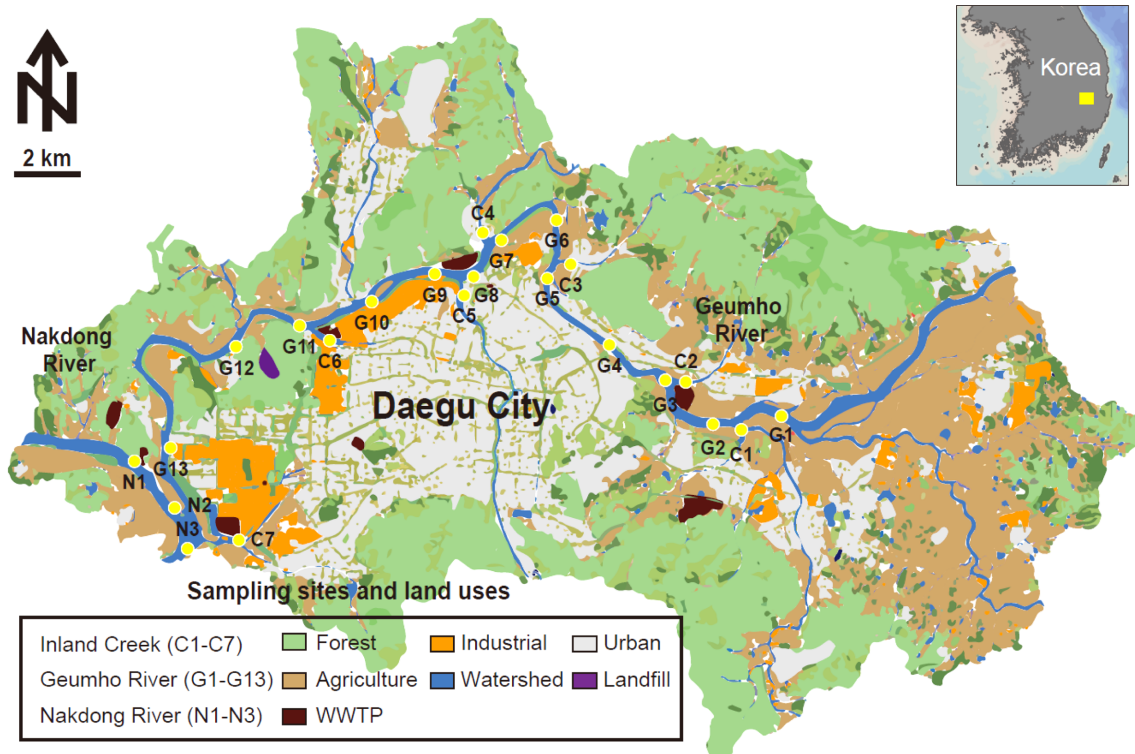 N
2 km
Korea
C4
G6
G7
C3
G9
G8
G5
C5
G10
Geumho
River
Nakdong
River
G11
C6
G12
G4
C2
Daegu City
G3
G1
G2
C1
G13
N1
N2
N3
C7
Sampling sites and land uses
Inland Creek (C1-C7) Forest Industrial Urban
Geumho River (G1-G13) Agriculture Watershed Landfill
Nakdong River (N1-N3) WWTP